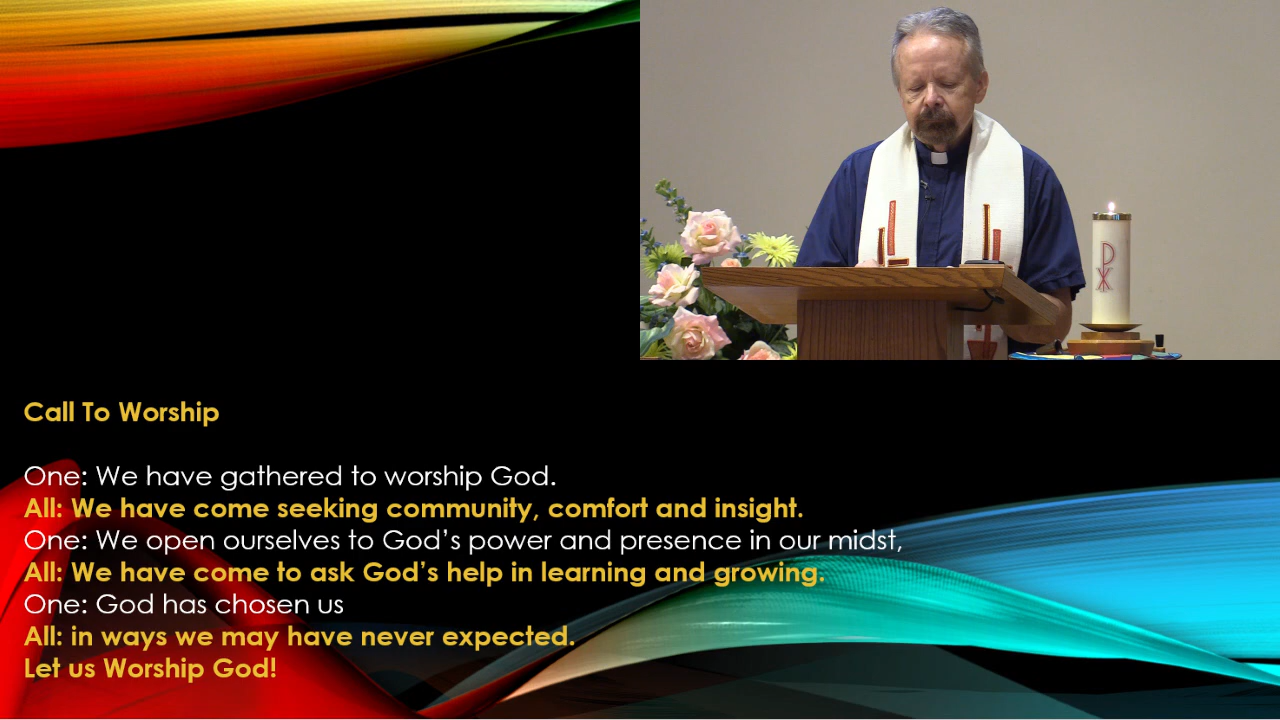 Call To Worship
One: We have gathered to worship God.
All: We have come seeking community, comfort and insight.
One: We open ourselves to God’s power and presence in our midst,
All: We have come to ask God’s help in learning and growing.
One: God has chosen us
All: in ways we may have never expected.
Let us Worship God!